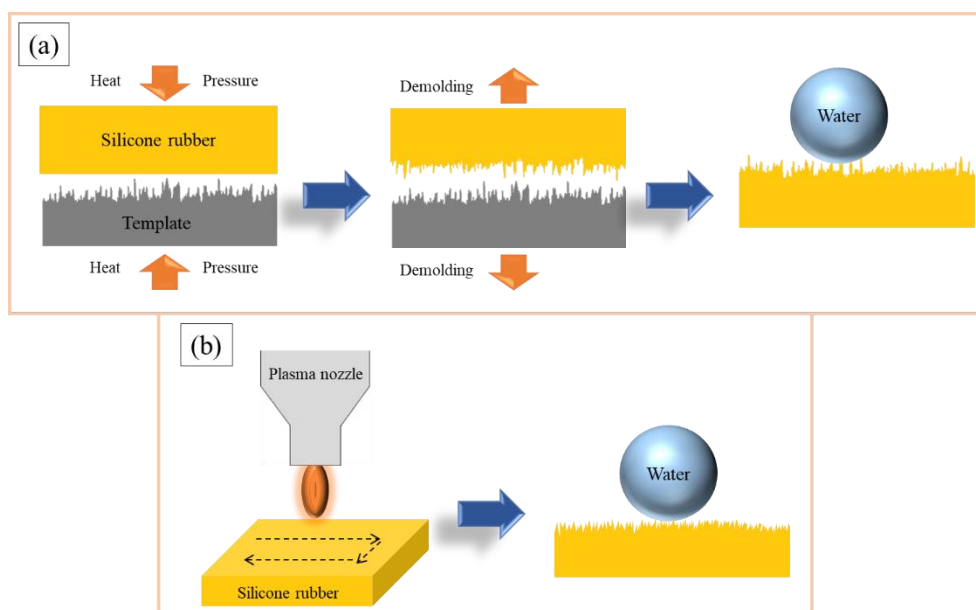 (a)
Heat
Pressure
Silicone rubber
Template
Heat
Pressure
Demolding
Demolding
Water
(b)
Plasma nozzle
Silicone rubber
Water